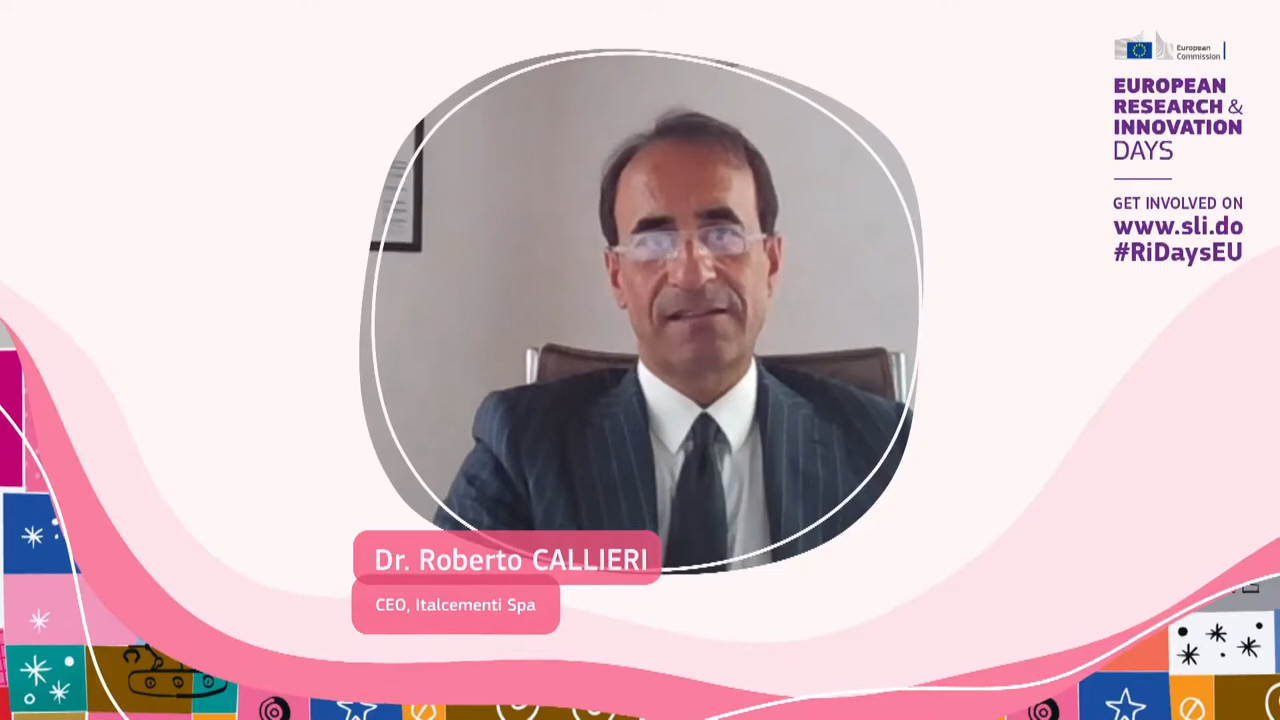 European
Commission
EUROPEAN
RESEARCH &
INNOVATION
DAYS
GET INVOLVED ON
www.sli.do
#RiDaysEU
Dr. Roberto CALLIERI
CEO, Italcementi Spa